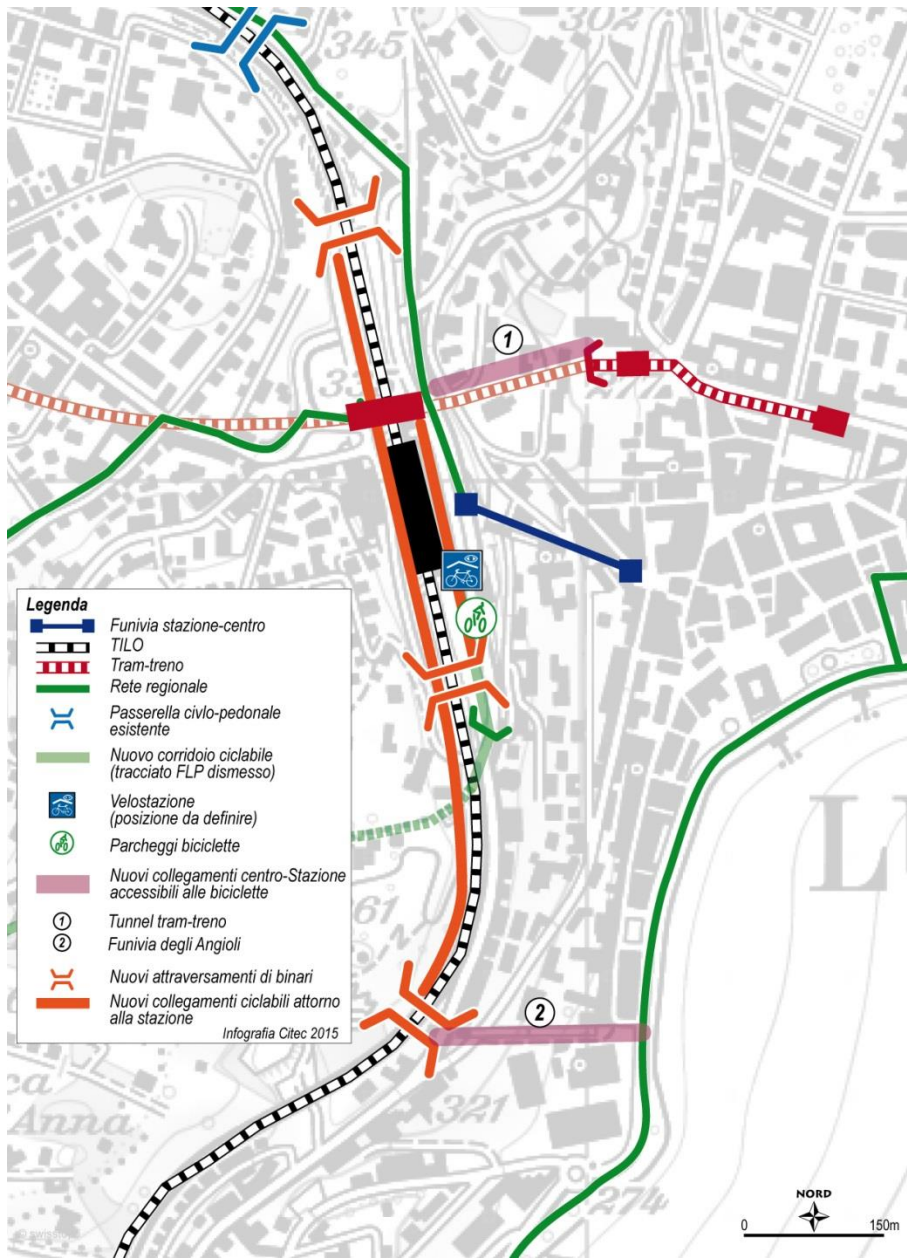 345
302
1
Legenda
Funivia stazione-centro
TILO
Tram-treno
Rete regionale
Passerella civlo-pedonale
esistente
Nuovo corridoio ciclabile
(tracciato FLP dismesso)
Velostazione
(posizione da definire)
Parcheggi biciclette
Nuovi collegamenti centro-Stazione
accessibili alle biciclette
1 Tunnel tram-treno
2 Funivia degli Angioli
Nuovi attraversamenti di binari
Nuovi collegamenti ciclabili attorno
alla stazione
Infografia Citec 2015
61
L
2
321
Anna
274
NORD
0 150m